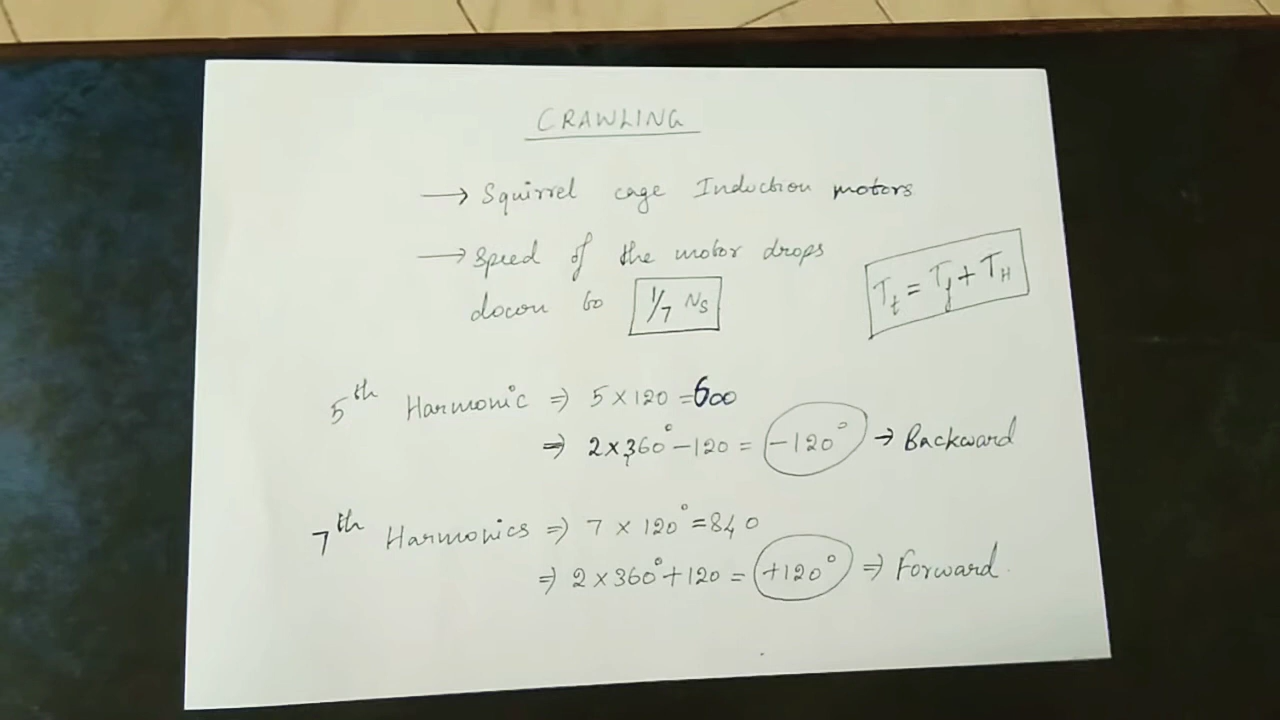 CRAWLING
→ Squirrel cage Induction motors
→ Speed of the motor drops
down to 1/7 Ns
Tt = Tf + TH
5th Harmonic ⇒ 5 × 120 = 600
⇒ 2 × 360° − 120 = −120° → Backward
7th Harmonics ⇒ 7 × 120° = 840
⇒ 2 × 360° + 120 = +120° ⇒ Forward.